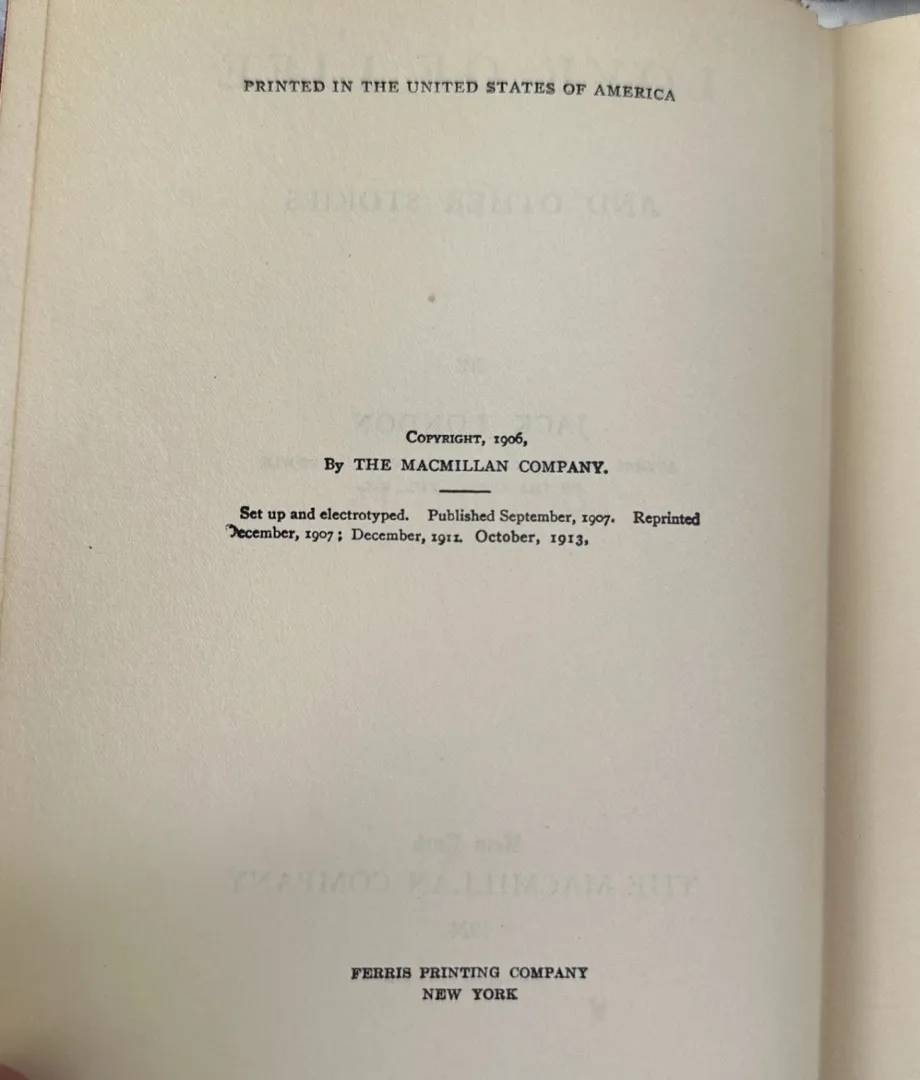 PRINTED IN THE UNITED STATES OF AMERICA
COPYRIGHT, 1906,
By THE MACMILLAN COMPANY.
Set up and electrotyped. Published September, 1907. Reprinted
December, 1907; December, 1911. October, 1913,
FERRIS PRINTING COMPANY
NEW YORK